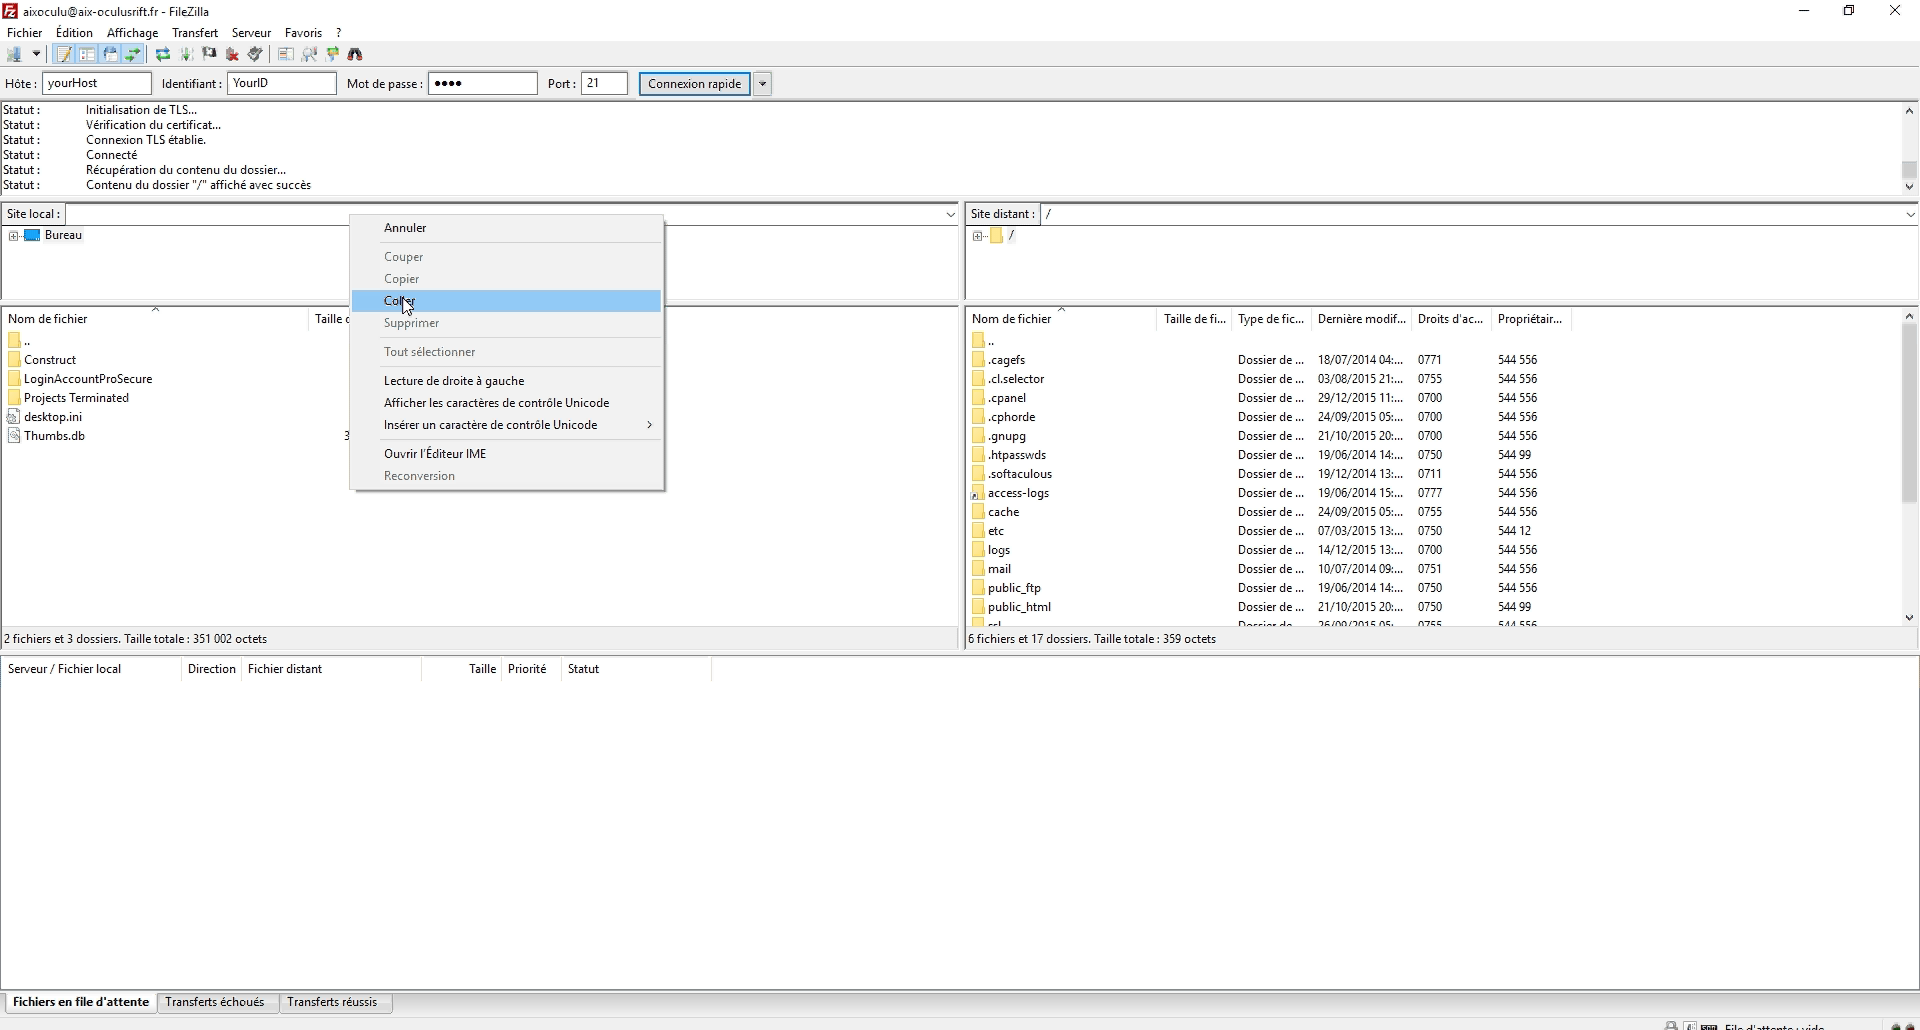 aixoculu@aix-oculusrift.fr - FileZilla
Fichier Édition Affichage Transfert Serveur Favoris ?
Hôte : yourHost Identifiant : YourID Mot de passe : ●●●● Port : 21 Connexion rapide
Statut : Initialisation de TLS...
Statut : Vérification du certificat...
Statut : Connexion TLS établie.
Statut : Connecté
Statut : Récupération du contenu du dossier...
Statut : Contenu du dossier "/" affiché avec succès
Site local :
Bureau
Nom de fichier Taille
..
Construct
LoginAccountProSecure
Projects Terminated
desktop.ini
Thumbs.db 3
2 fichiers et 3 dossiers. Taille totale : 351 002 octets
Annuler
Couper
Copier
Coller
Supprimer
Tout sélectionner
Lecture de droite à gauche
Afficher les caractères de contrôle Unicode
Insérer un caractère de contrôle Unicode
Ouvrir l'Éditeur IME
Reconversion
Site distant : /
/
Nom de fichier Taille de fi... Type de fic... Dernière modif... Droits d'ac... Propriétair...
..
.cagefs Dossier de ... 18/07/2014 04:... 0771 544 556
.cl.selector Dossier de ... 03/08/2015 21:... 0755 544 556
.cpanel Dossier de ... 29/12/2015 11:... 0700 544 556
.cphorde Dossier de ... 24/09/2015 05:... 0700 544 556
.gnupg Dossier de ... 21/10/2015 20:... 0700 544 556
.htpasswds Dossier de ... 19/06/2014 14:... 0750 544 99
.softaculous Dossier de ... 19/12/2014 13:... 0711 544 556
access-logs Dossier de ... 19/06/2014 15:... 0777 544 556
cache Dossier de ... 24/09/2015 05:... 0755 544 556
etc Dossier de ... 07/03/2015 13:... 0750 544 12
logs Dossier de ... 14/12/2015 13:... 0700 544 556
mail Dossier de ... 10/07/2014 09:... 0751 544 556
public_ftp Dossier de ... 19/06/2014 14:... 0750 544 556
public_html Dossier de ... 21/10/2015 20:... 0750 544 99
ssl Dossier de ... 26/09/2015 05:... 0755 544 556
6 fichiers et 17 dossiers. Taille totale : 359 octets
Serveur / Fichier local Direction Fichier distant Taille Priorité Statut
Fichiers en file d'attente Transferts échoués Transferts réussis
File d'attente : vide